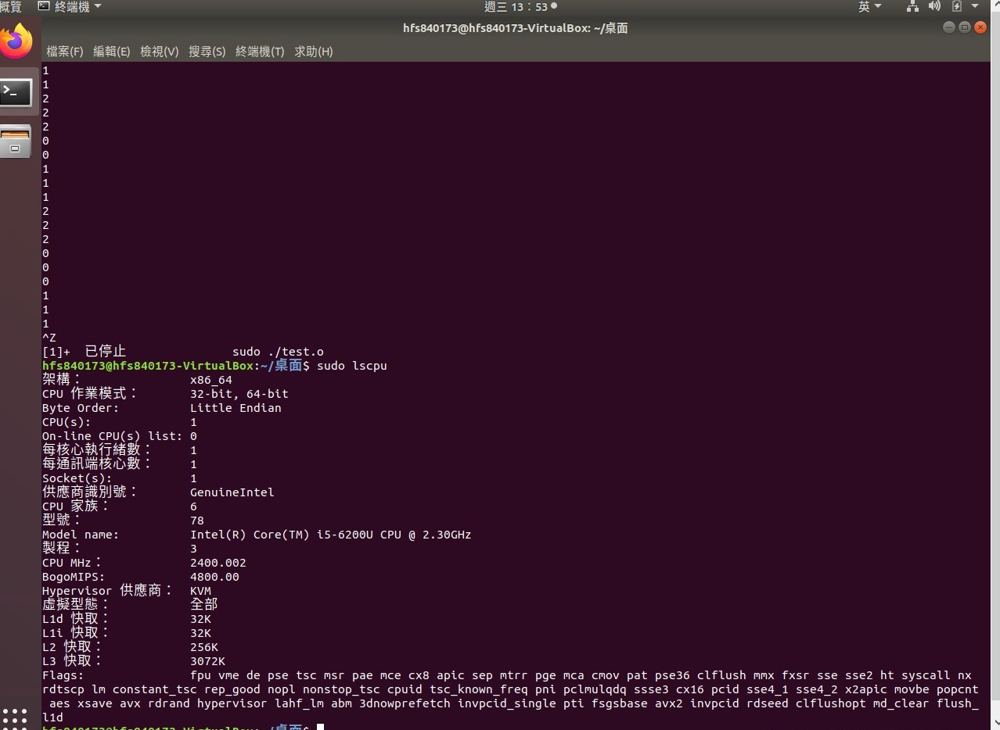 概覽 終端機 週三 13：53 英
hfs840173@hfs840173-VirtualBox: ~/桌面
檔案(F) 編輯(E) 檢視(V) 搜尋(S) 終端機(T) 求助(H)
1
1
2
2
2
0
0
1
1
1
2
2
2
0
0
0
1
1
1
^Z
[1]+  已停止               sudo ./test.o
hfs840173@hfs840173-VirtualBox:~/桌面$ sudo lscpu
架構：               x86_64
CPU 作業模式：       32-bit, 64-bit
Byte Order:          Little Endian
CPU(s):              1
On-line CPU(s) list: 0
每核心執行緒數：     1
每通訊端核心數：     1
Socket(s):           1
供應商識別號：       GenuineIntel
CPU 家族：           6
型號：               78
Model name:          Intel(R) Core(TM) i5-6200U CPU @ 2.30GHz
製程：               3
CPU MHz：            2400.002
BogoMIPS:            4800.00
Hypervisor 供應商：  KVM
虛擬型態：           全部
L1d 快取：           32K
L1i 快取：           32K
L2 快取：            256K
L3 快取：            3072K
Flags:               fpu vme de pse tsc msr pae mce cx8 apic sep mtrr pge mca cmov pat pse36 clflush mmx fxsr sse sse2 ht syscall nx
rdtscp lm constant_tsc rep_good nopl nonstop_tsc cpuid tsc_known_freq pni pclmulqdq ssse3 cx16 pcid sse4_1 sse4_2 x2apic movbe popcnt
aes xsave avx rdrand hypervisor lahf_lm abm 3dnowprefetch invpcid_single pti fsgsbase avx2 invpcid rdseed clflushopt md_clear flush_
l1d
hfs840173@hfs840173-VirtualBox:~/桌面$